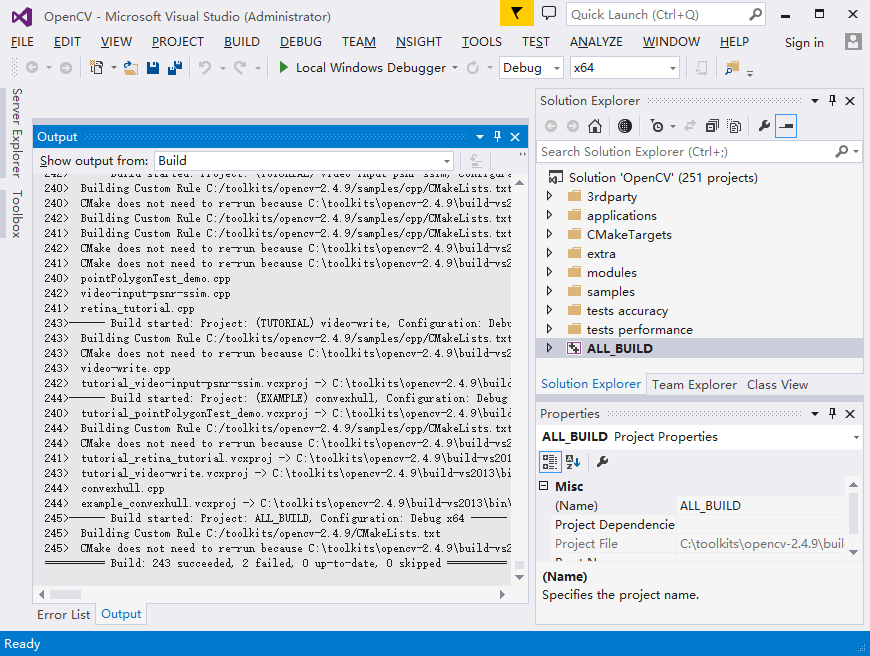 OpenCV - Microsoft Visual Studio (Administrator)
Quick Launch (Ctrl+Q)
FILE EDIT VIEW PROJECT BUILD DEBUG TEAM NSIGHT TOOLS TEST ANALYZE WINDOW HELP Sign in
Local Windows Debugger Debug x64
Server Explorer
Toolbox
Output
Show output from: Build
240> Building Custom Rule C:/toolkits/opencv-2.4.9/samples/cpp/CMakeLists.txt
240> CMake does not need to re-run because C:\toolkits\opencv-2.4.9\build-vs2
242> Building Custom Rule C:/toolkits/opencv-2.4.9/samples/cpp/CMakeLists.txt
241> Building Custom Rule C:/toolkits/opencv-2.4.9/samples/cpp/CMakeLists.txt
242> CMake does not need to re-run because C:\toolkits\opencv-2.4.9\build-vs2
241> CMake does not need to re-run because C:\toolkits\opencv-2.4.9\build-vs2
240> pointPolygonTest_demo.cpp
242> video-input-psnr-ssim.cpp
241> retina_tutorial.cpp
243>------ Build started: Project: (TUTORIAL) video-write, Configuration: Debu
243> Building Custom Rule C:/toolkits/opencv-2.4.9/samples/cpp/CMakeLists.txt
243> CMake does not need to re-run because C:\toolkits\opencv-2.4.9\build-vs2
243> video-write.cpp
242> tutorial_video-input-psnr-ssim.vcxproj -> C:\toolkits\opencv-2.4.9\build
244>------ Build started: Project: (EXAMPLE) convexhull, Configuration: Debug
240> tutorial_pointPolygonTest_demo.vcxproj -> C:\toolkits\opencv-2.4.9\build
244> Building Custom Rule C:/toolkits/opencv-2.4.9/samples/cpp/CMakeLists.txt
244> CMake does not need to re-run because C:\toolkits\opencv-2.4.9\build-vs2
241> tutorial_retina_tutorial.vcxproj -> C:\toolkits\opencv-2.4.9\build-vs201
243> tutorial_video-write.vcxproj -> C:\toolkits\opencv-2.4.9\build-vs2013\bin
244> convexhull.cpp
244> example_convexhull.vcxproj -> C:\toolkits\opencv-2.4.9\build-vs2013\bin\
245>------ Build started: Project: ALL_BUILD, Configuration: Debug x64 ------
245> Building Custom Rule C:/toolkits/opencv-2.4.9/CMakeLists.txt
245> CMake does not need to re-run because C:\toolkits\opencv-2.4.9\build-vs2
========== Build: 243 succeeded, 2 failed, 0 up-to-date, 0 skipped ==========
Error List Output
Solution Explorer
Search Solution Explorer (Ctrl+;)
Solution 'OpenCV' (251 projects)
3rdparty
applications
CMakeTargets
extra
modules
samples
tests accuracy
tests performance
ALL_BUILD
Solution Explorer Team Explorer Class View
Properties
ALL_BUILD Project Properties
Misc
(Name) ALL_BUILD
Project Dependencie
Project File C:\toolkits\opencv-2.4.9\buil
(Name)
Specifies the project name.
Ready